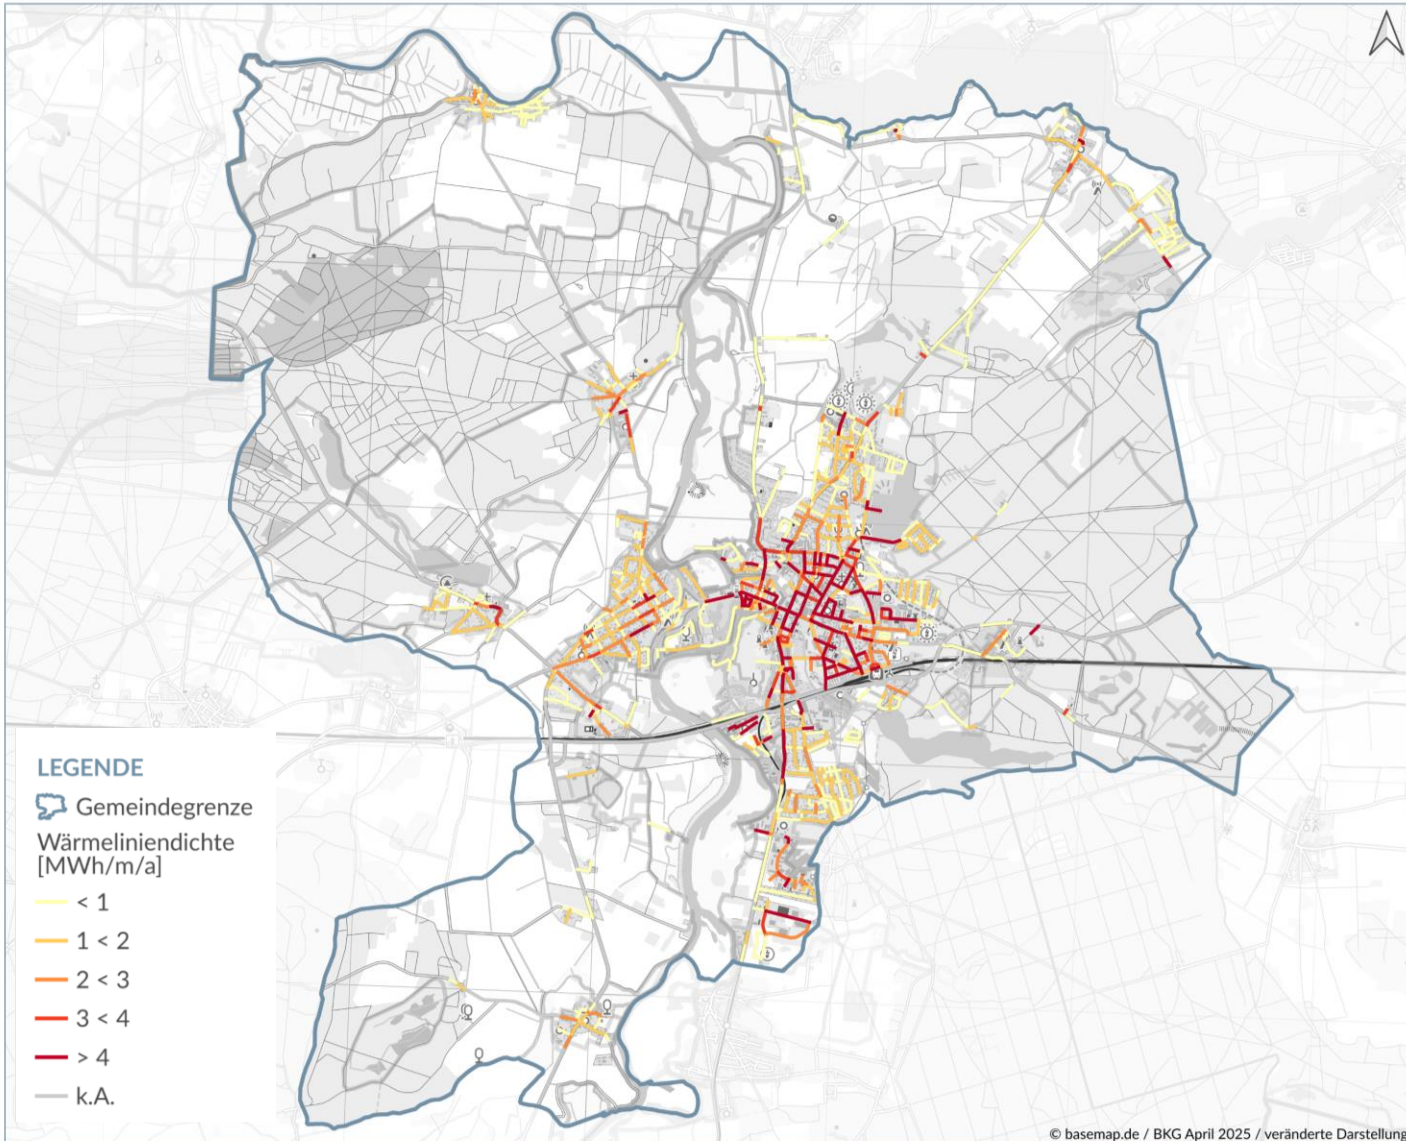 LEGENDE
Gemeindegrenze
Wärmeliniendichte
[MWh/m/a]
< 1
1 < 2
2 < 3
3 < 4
> 4
k.A.
© basemap.de / BKG April 2025 / veränderte Darstellung